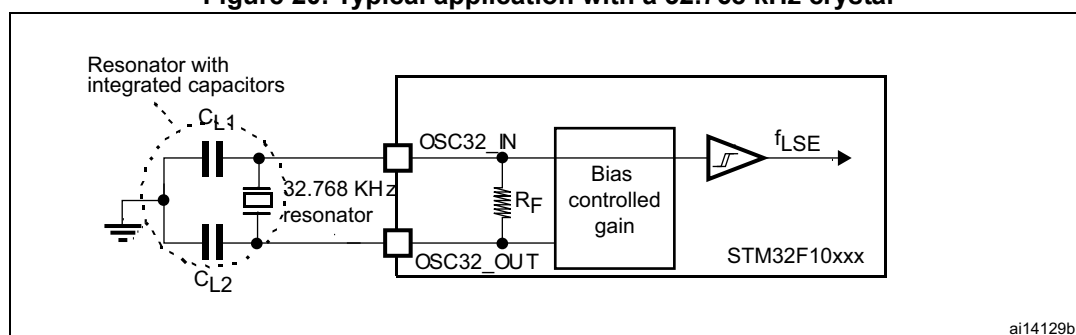 Figure 20. Typical application with a 32.768 kHz crystal
Resonator with
integrated capacitors
CL1
OSC32_IN
fLSE
32.768 KHz
resonator
RF
Bias
controlled
gain
OSC32_OUT
STM32F10xxx
CL2
ai14129b